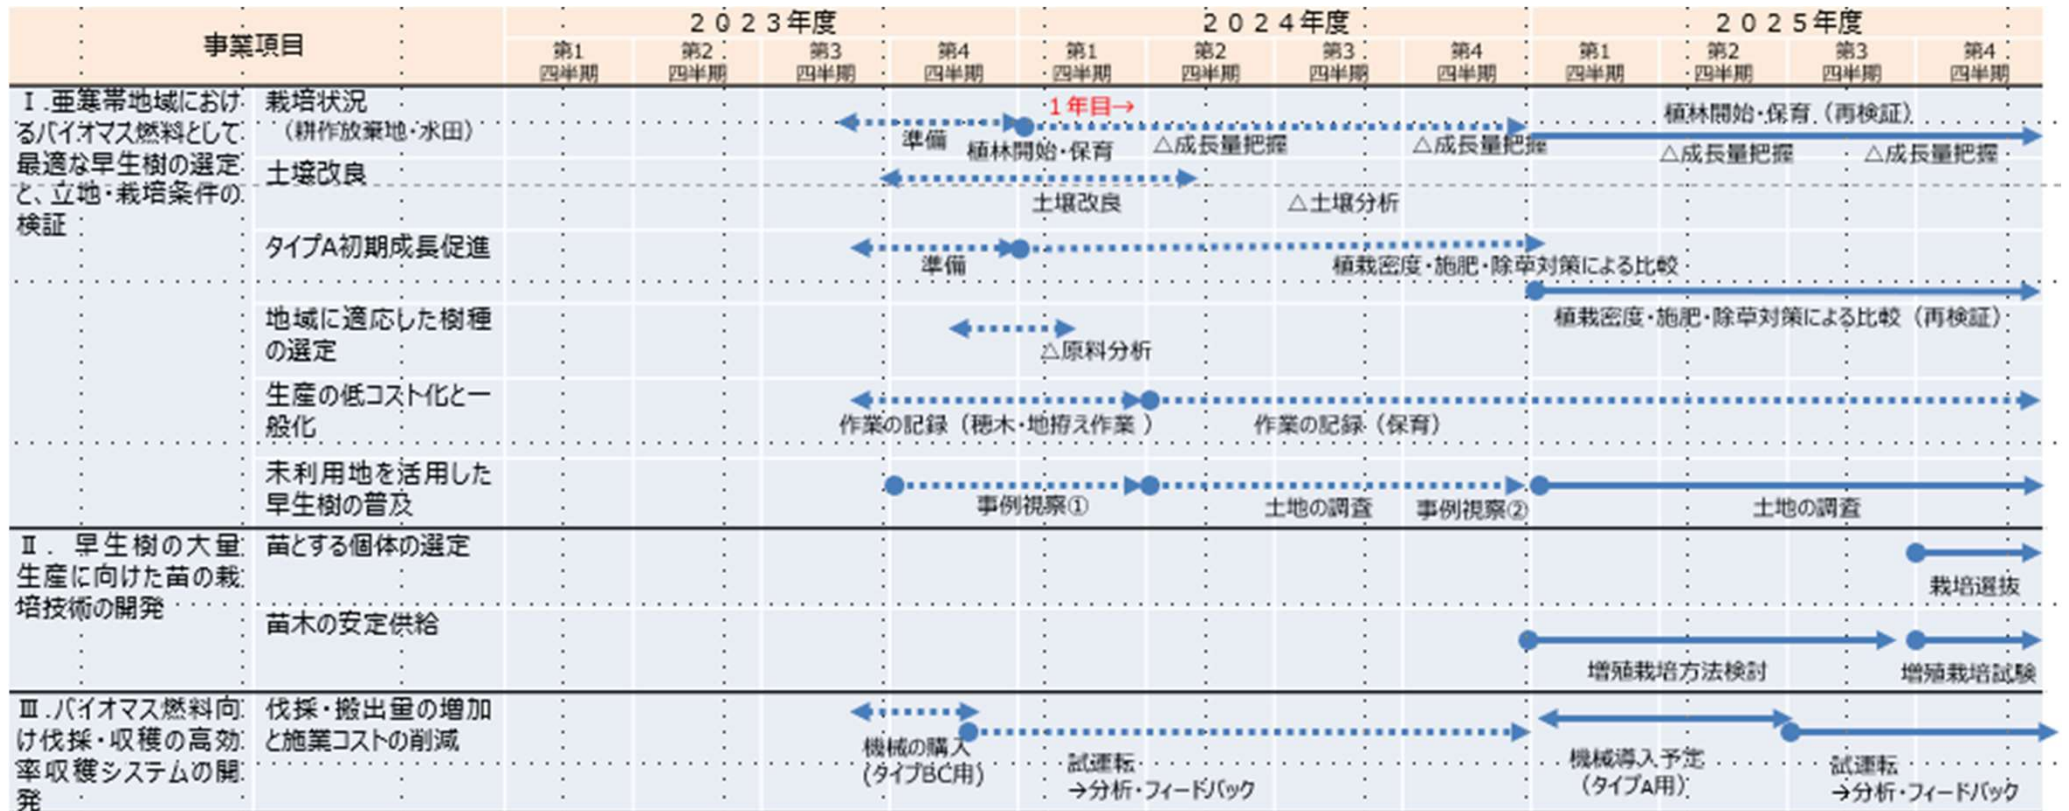 事業項目
２０２３年度
２０２４年度
２０２５年度
第1
四半期
第2
四半期
第3
四半期
第4
四半期
第1
四半期
第2
四半期
第3
四半期
第4
四半期
第1
四半期
第2
四半期
第3
四半期
第4
四半期
Ⅰ.亜寒帯地域におけ
るバイオマス燃料として
最適な早生樹の選定
と、立地・栽培条件の
検証
栽培状況
（耕作放棄地・水田）
準備
１年目→
植林開始・保育
△成長量把握
△成長量把握
植林開始・保育（再検証）
△成長量把握
△成長量把握
土壌改良
土壌改良
△土壌分析
タイプA初期成長促進
準備
植栽密度・施肥・除草対策による比較
植栽密度・施肥・除草対策による比較（再検証）
地域に適応した樹種
の選定
△原料分析
生産の低コスト化と一
般化
作業の記録（穂木・地拵え作業 ）
作業の記録（保育）
未利用地を活用した
早生樹の普及
事例視察①
土地の調査
事例視察②
土地の調査
Ⅱ．早生樹の大量
生産に向けた苗の栽
培技術の開発
苗とする個体の選定
栽培選抜
苗木の安定供給
増殖栽培方法検討
増殖栽培試験
Ⅲ.バイオマス燃料向
け伐採・収穫の高効
率収穫システムの開
発
伐採・搬出量の増加
と施業コストの削減
機械の購入
(タイプBC用)
試運転
→分析・フィードバック
機械導入予定
（タイプA用）
試運転
→分析・フィードバック